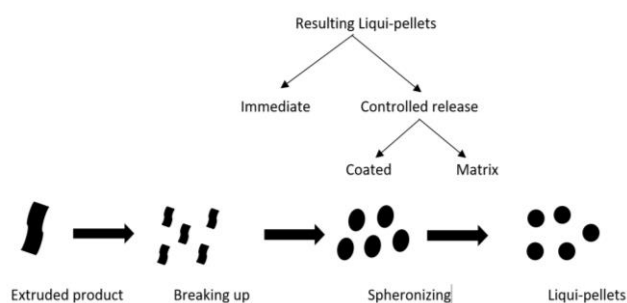 Resulting Liqui-pellets
Immediate Controlled release
Coated Matrix
Extruded product Breaking up Spheronizing Liqui-pellets